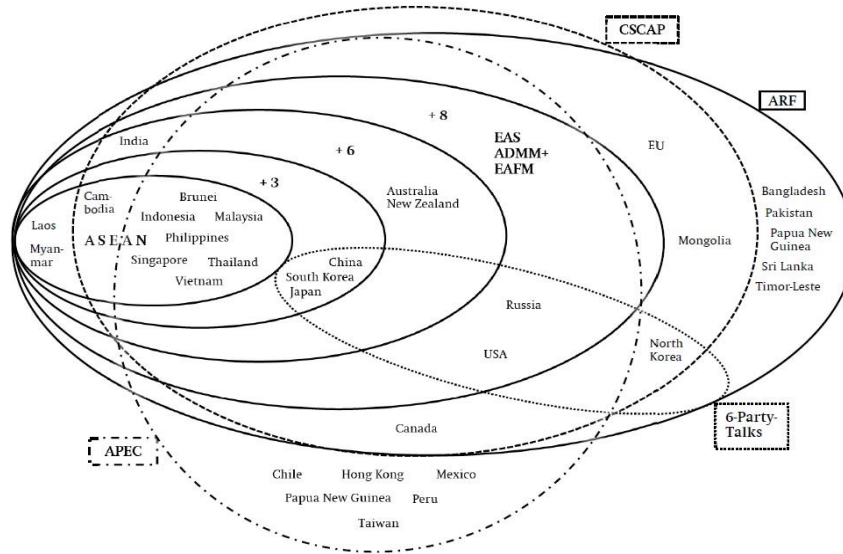 CSCAP
ARF
+ 8
EAS
ADMM+
EAFM
India
+ 6
EU
+ 3
Australia
New Zealand
Bangladesh
Pakistan
Papua New
Guinea
Sri Lanka
Timor-Leste
Cam-
bodia
Brunei
Laos
Indonesia Malaysia
Myan-
mar
ASEAN
Philippines
Singapore Thailand
Vietnam
China
South Korea
Japan
Mongolia
Russia
USA
North
Korea
Canada
6-Party-
Talks
APEC
Chile Hong Kong Mexico
Papua New Guinea Peru
Taiwan